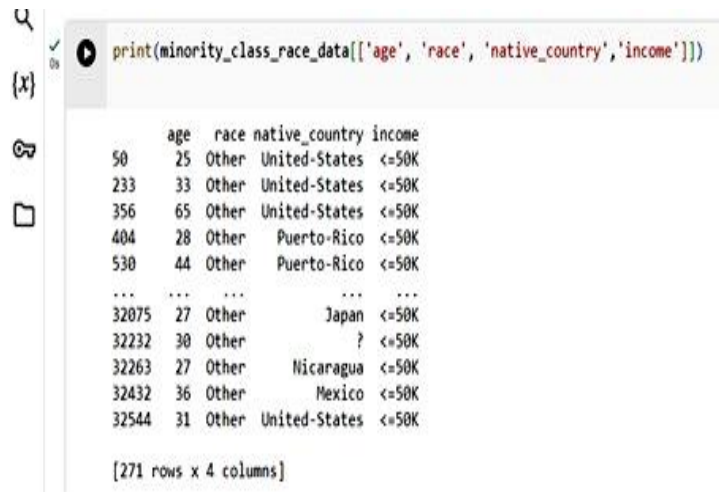 {x}
0s
print(minority_class_race_data[['age', 'race', 'native_country','income']])
age race native_country income
50 25 Other United-States <=50K
233 33 Other United-States <=50K
356 65 Other United-States <=50K
404 28 Other Puerto-Rico <=50K
530 44 Other Puerto-Rico <=50K
... ... ... ... ...
32075 27 Other Japan <=50K
32232 30 Other ? <=50K
32263 27 Other Nicaragua <=50K
32432 36 Other Mexico <=50K
32544 31 Other United-States <=50K
[271 rows x 4 columns]